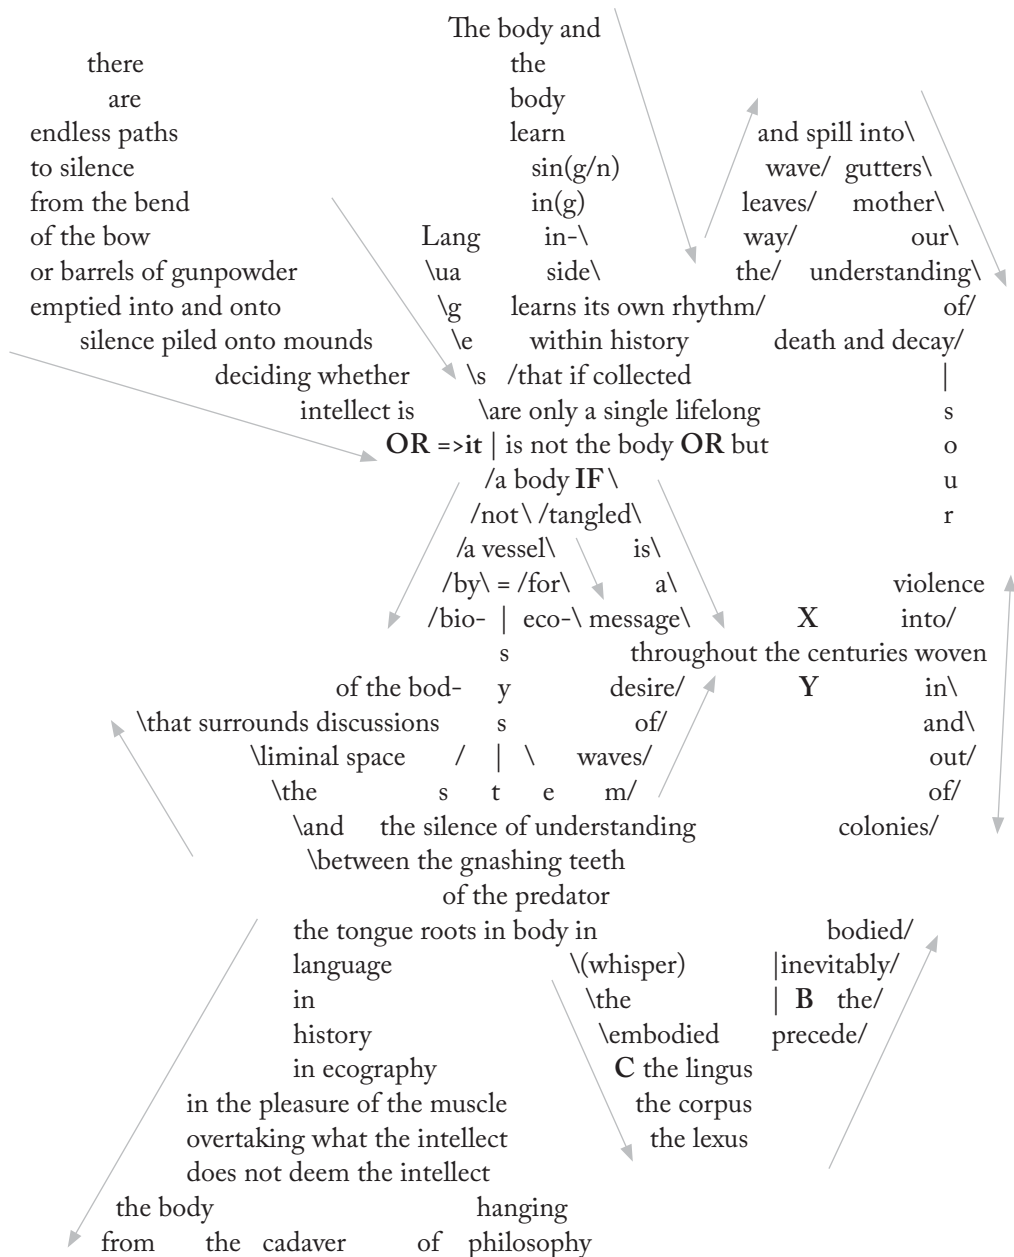 The body and
there the
are body
endless paths learn and spill into\
to silence sin(g/n) wave/ gutters\
from the bend in(g) leaves/ mother\
of the bow Lang in-\ way/ our\
or barrels of gunpowder \ua side\ the/ understanding\
emptied into and onto \g learns its own rhythm/ of/
silence piled onto mounds \e within history death and decay/
deciding whether \s /that if collected |
intellect is \are only a single lifelong s
OR =>it | is not the body OR but o
/a body IF \ u
/not \ /tangled\ r
/a vessel\ is\
/by\ = /for\ a\ violence
/bio- | eco-\ message\ X into/
s throughout the centuries woven
of the bod- y desire/ Y in\
\that surrounds discussions s of/ and\
\liminal space / | \ waves/ out/
\the s t e m/ of/
\and the silence of understanding colonies/
\between the gnashing teeth
of the predator
the tongue roots in body in bodied/
language \(whisper) |inevitably/
in \the | B the/
history \embodied precede/
in ecography C the lingus
in the pleasure of the muscle the corpus
overtaking what the intellect the lexus
does not deem the intellect
the body hanging
from the cadaver of philosophy